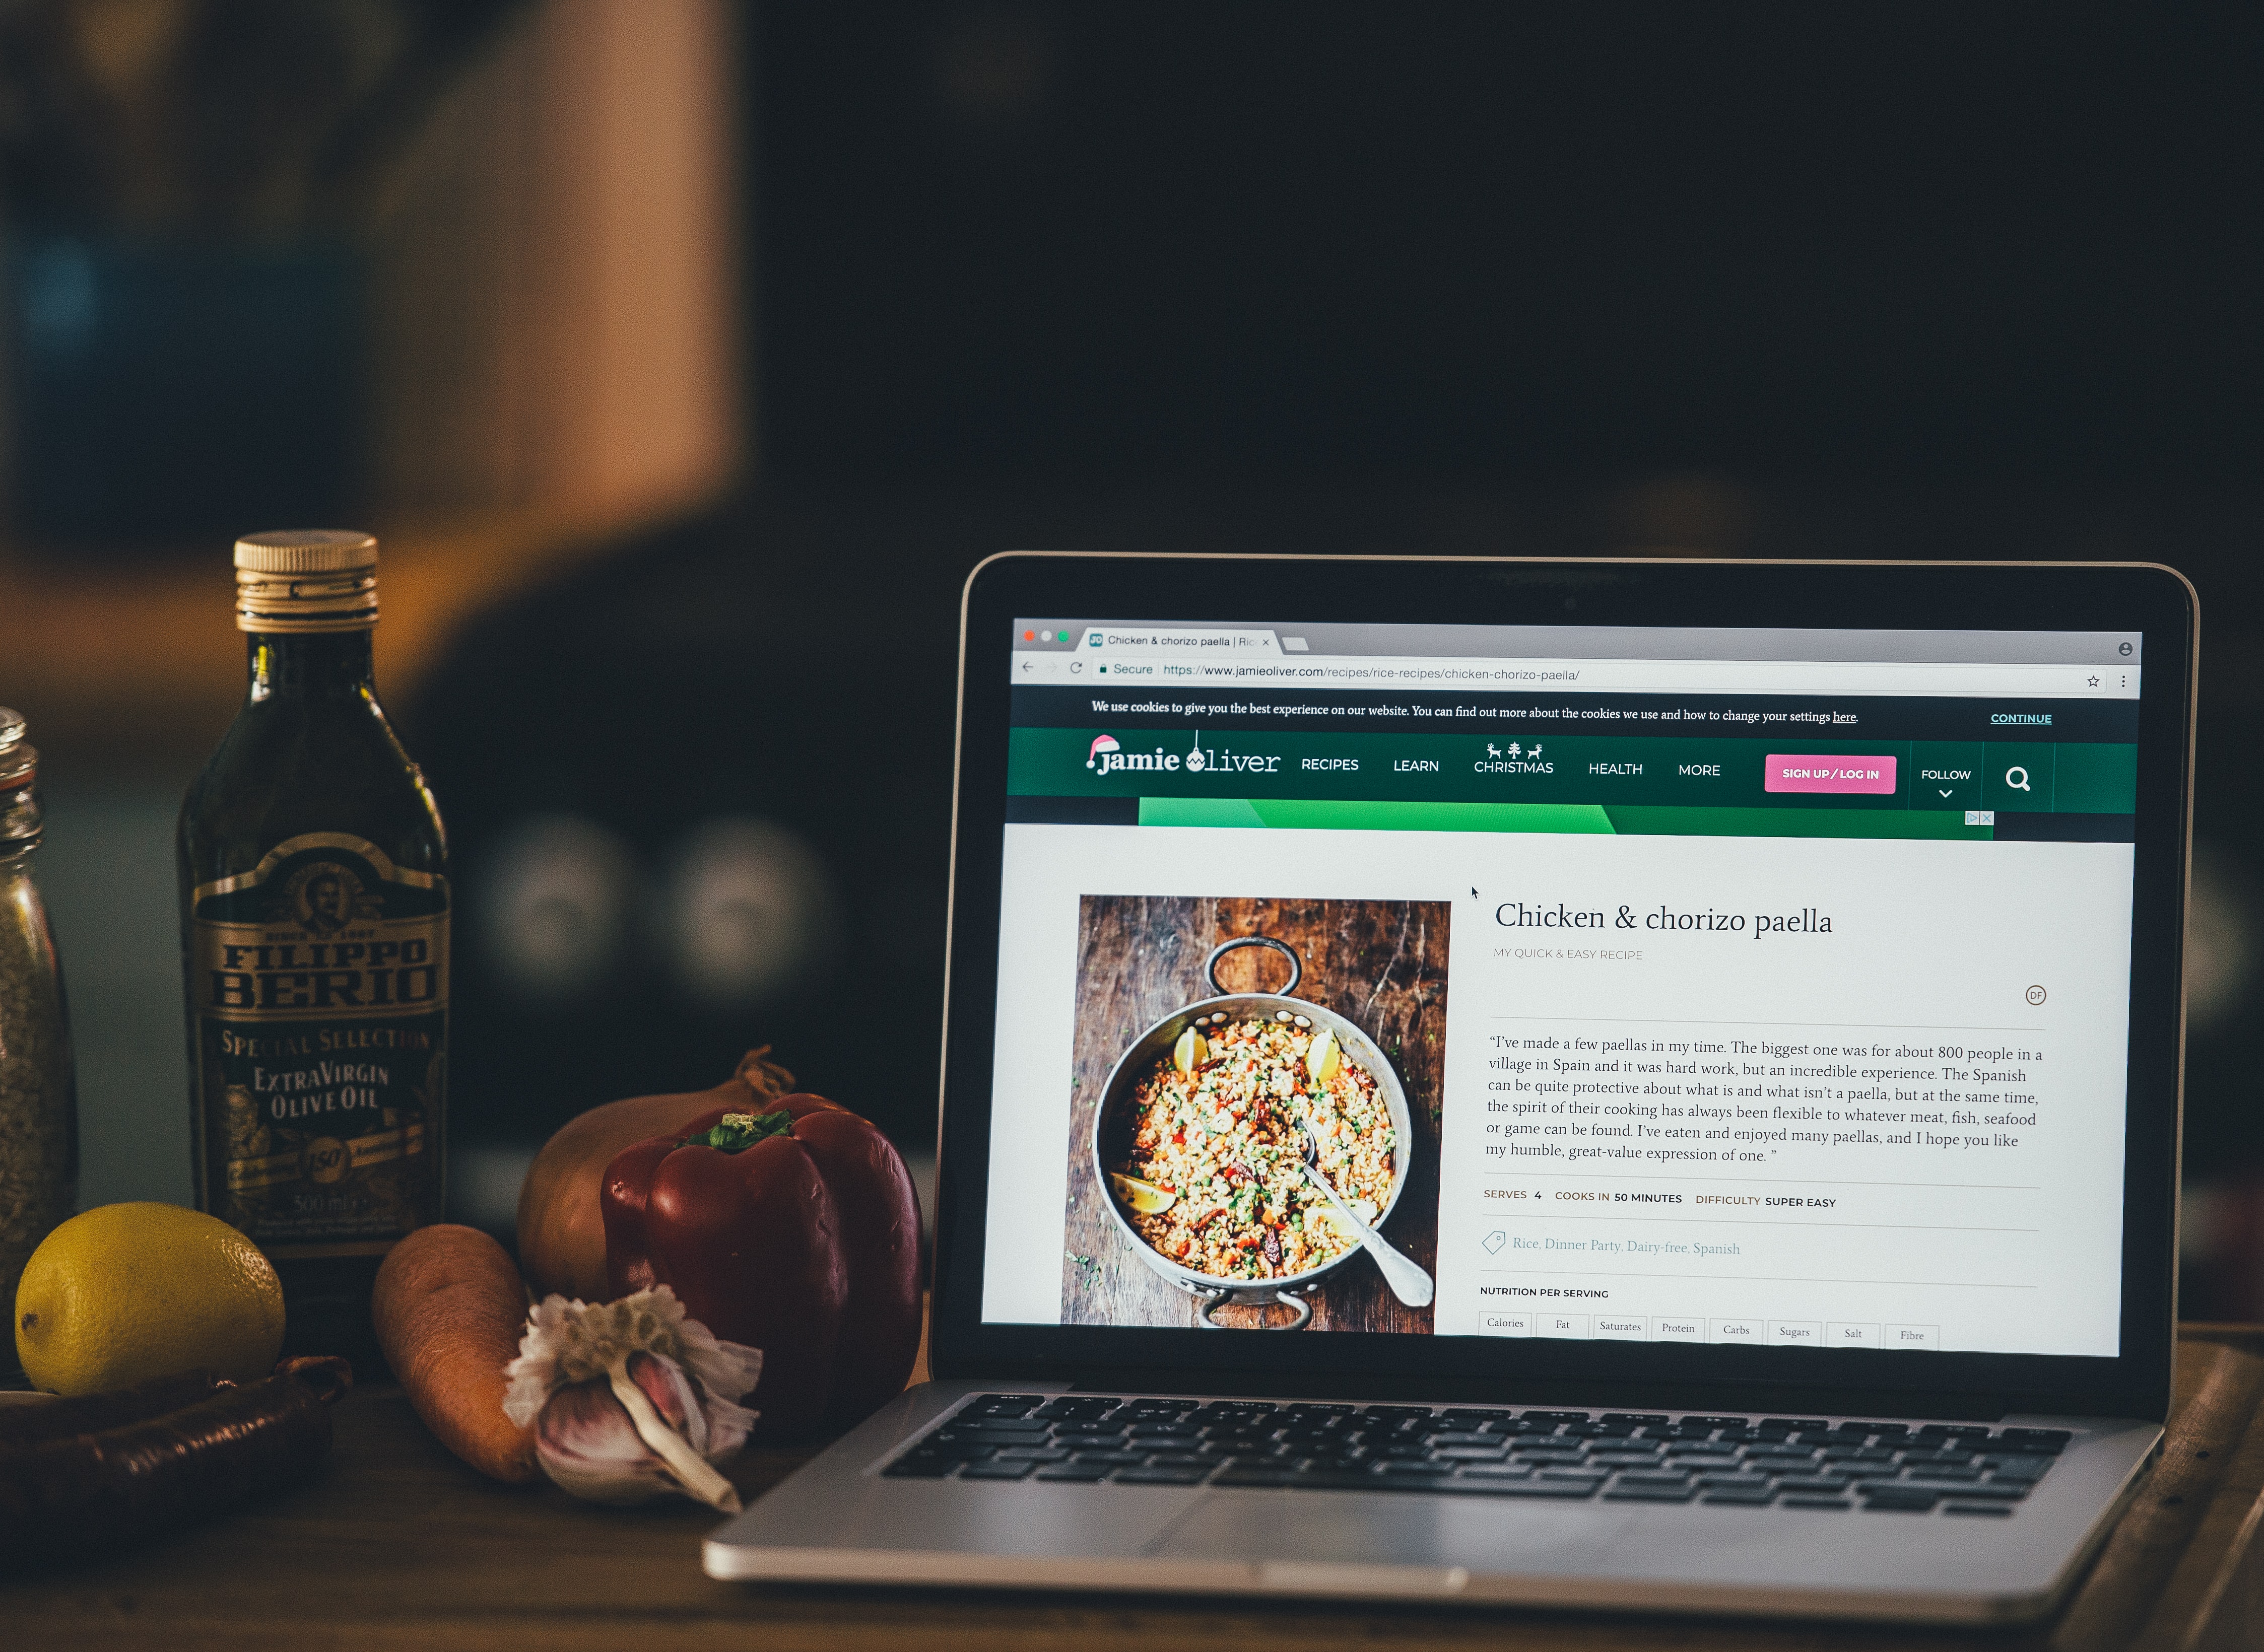 Chicken & chorizo paella | Ric
Secure https://www.jamieoliver.com/recipes/rice-recipes/chicken-chorizo-paella/
We use cookies to give you the best experience on our website. You can find out more about the cookies we use and how to change your settings here.
CONTINUE
jamie Oliver
RECIPES
LEARN
CHRISTMAS
HEALTH
MORE
SIGN UP / LOG IN
FOLLOW
Chicken & chorizo paella
MY QUICK & EASY RECIPE
DF
“I’ve made a few paellas in my time. The biggest one was for about 800 people in a
village in Spain and it was hard work, but an incredible experience. The Spanish
can be quite protective about what is and what isn’t a paella, but at the same time,
the spirit of their cooking has always been flexible to whatever meat, fish, seafood
or game can be found. I’ve eaten and enjoyed many paellas, and I hope you like
my humble, great-value expression of one. ”
SERVES 4 COOKS IN 50 MINUTES DIFFICULTY SUPER EASY
Rice, Dinner Party, Dairy-free, Spanish
NUTRITION PER SERVING
Calories Fat Saturates Protein Carbs Sugars Salt Fibre
SINCE 1867
FILIPPO
BERIO
SPECIAL SELECTION
EXTRA VIRGIN
OLIVE OIL
150
500 ml